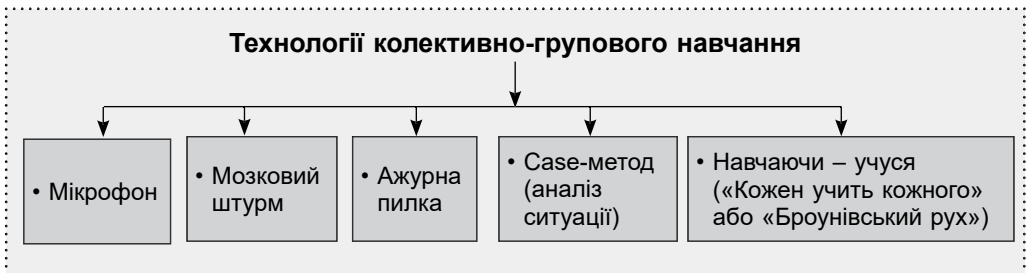 Технології колективно-групового навчання
• Мікрофон
• Мозковий
штурм
• Ажурна
пилка
• Case-метод
(аналіз
ситуації)
• Навчаючи – учуся
(«Кожен учить кожного»
або «Броунівський рух»)